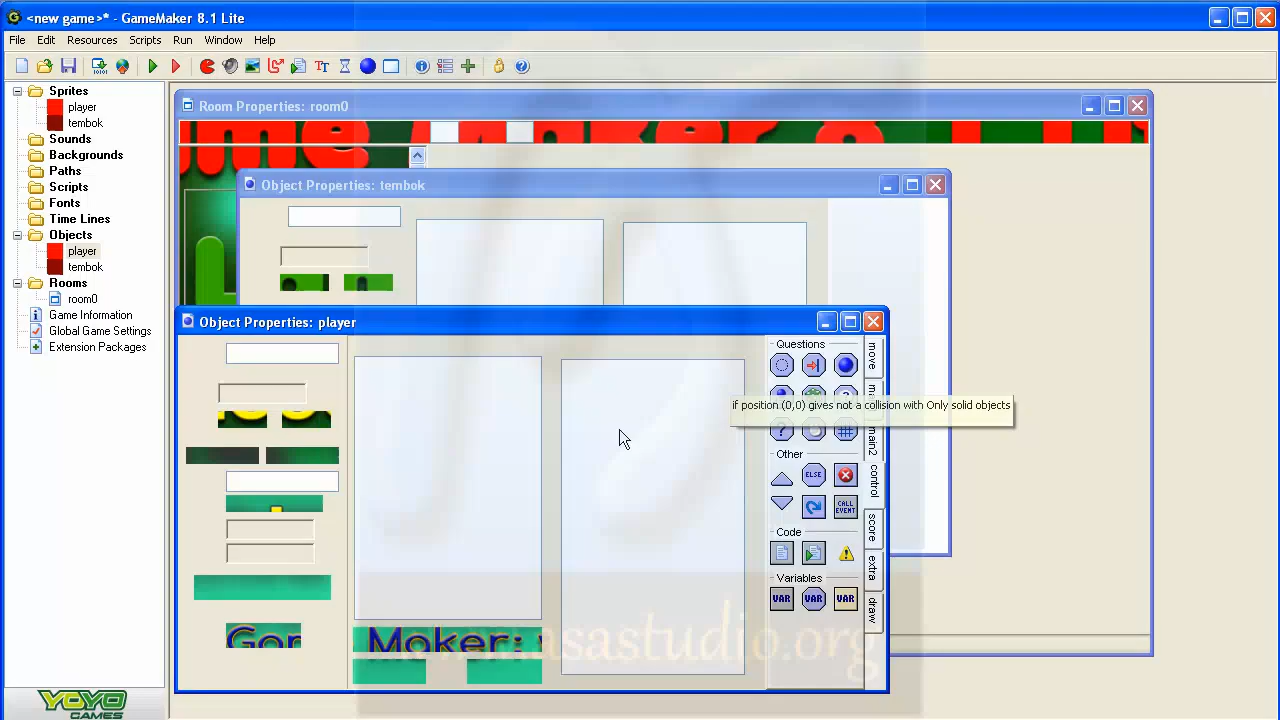 <new game>* - GameMaker 8.1 Lite
File Edit Resources Scripts Run Window Help
Sprites
player
tembok
Sounds
Backgrounds
Paths
Scripts
Fonts
Time Lines
Objects
player
tembok
Rooms
room0
Game Information
Global Game Settings
Extension Packages
YOYO
GAMES
Room Properties: room0
Object Properties: tembok
Object Properties: player
Questions
if position (0,0) gives not a collision with Only solid objects
Other
ELSE
CALL EVENT
Code
Variables
VAR VAR VAR
move
main2
control
score
extra
draw
Maker:
masastudio.org